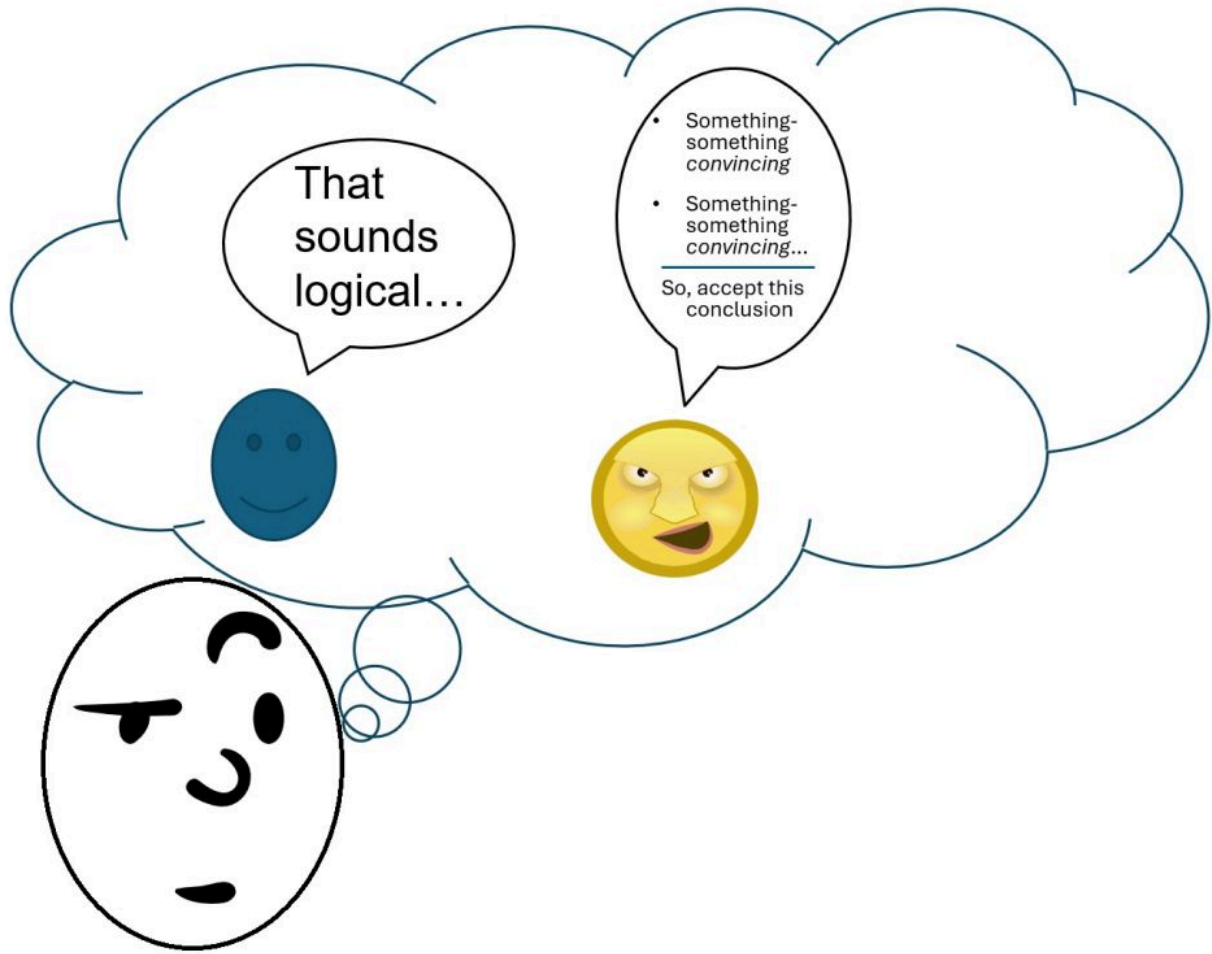 That
sounds
logical…
• Something-
something
convincing
• Something-
something
convincing…
So, accept this
conclusion